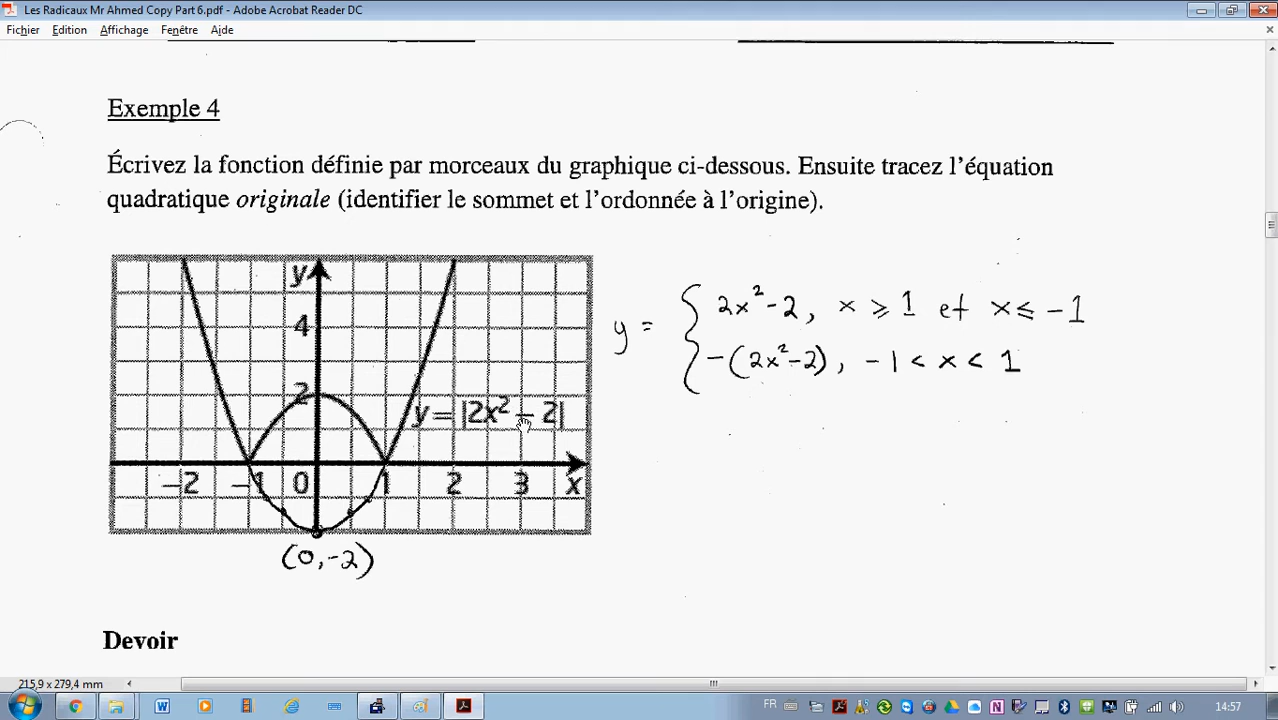 Les Radicaux Mr Ahmed Copy Part 6.pdf - Adobe Acrobat Reader DC
Fichier Edition Affichage Fenêtre Aide
Exemple 4
Écrivez la fonction définie par morceaux du graphique ci-dessous. Ensuite tracez l'équation
quadratique originale (identifier le sommet et l'ordonnée à l'origine).
y
4
2
y = |2x² − 2|
−2 −1 0 1 2 3 x
(0, -2)
y = { 2x² - 2, x ≥ 1 et x ≤ -1
-(2x² - 2), -1 < x < 1
Devoir
215,9 x 279,4 mm
FR 14:57